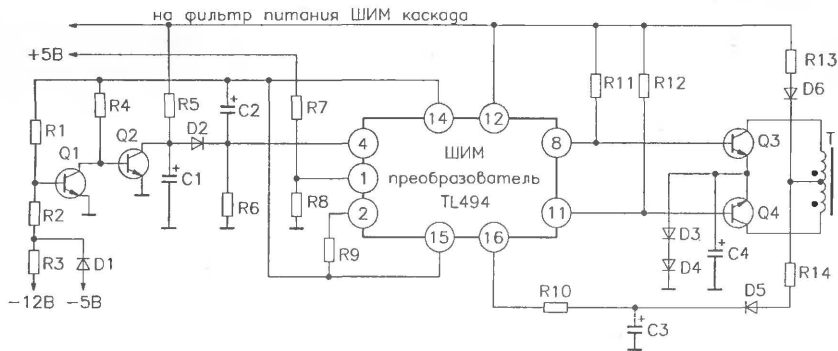 на фильтр питания ШИМ каскада
+5В
R1
R4
R5
C2
R7
R11
R12
R13
D6
Q1
Q2
D2
14
12
4
ШИМ
8
Q3
T
1
преобразователь
C1
R6
R8
2
TL494
11
Q4
R2
R3
D1
R9
15
16
D3
D4
C4
R14
-12В
-5В
R10
D5
C3